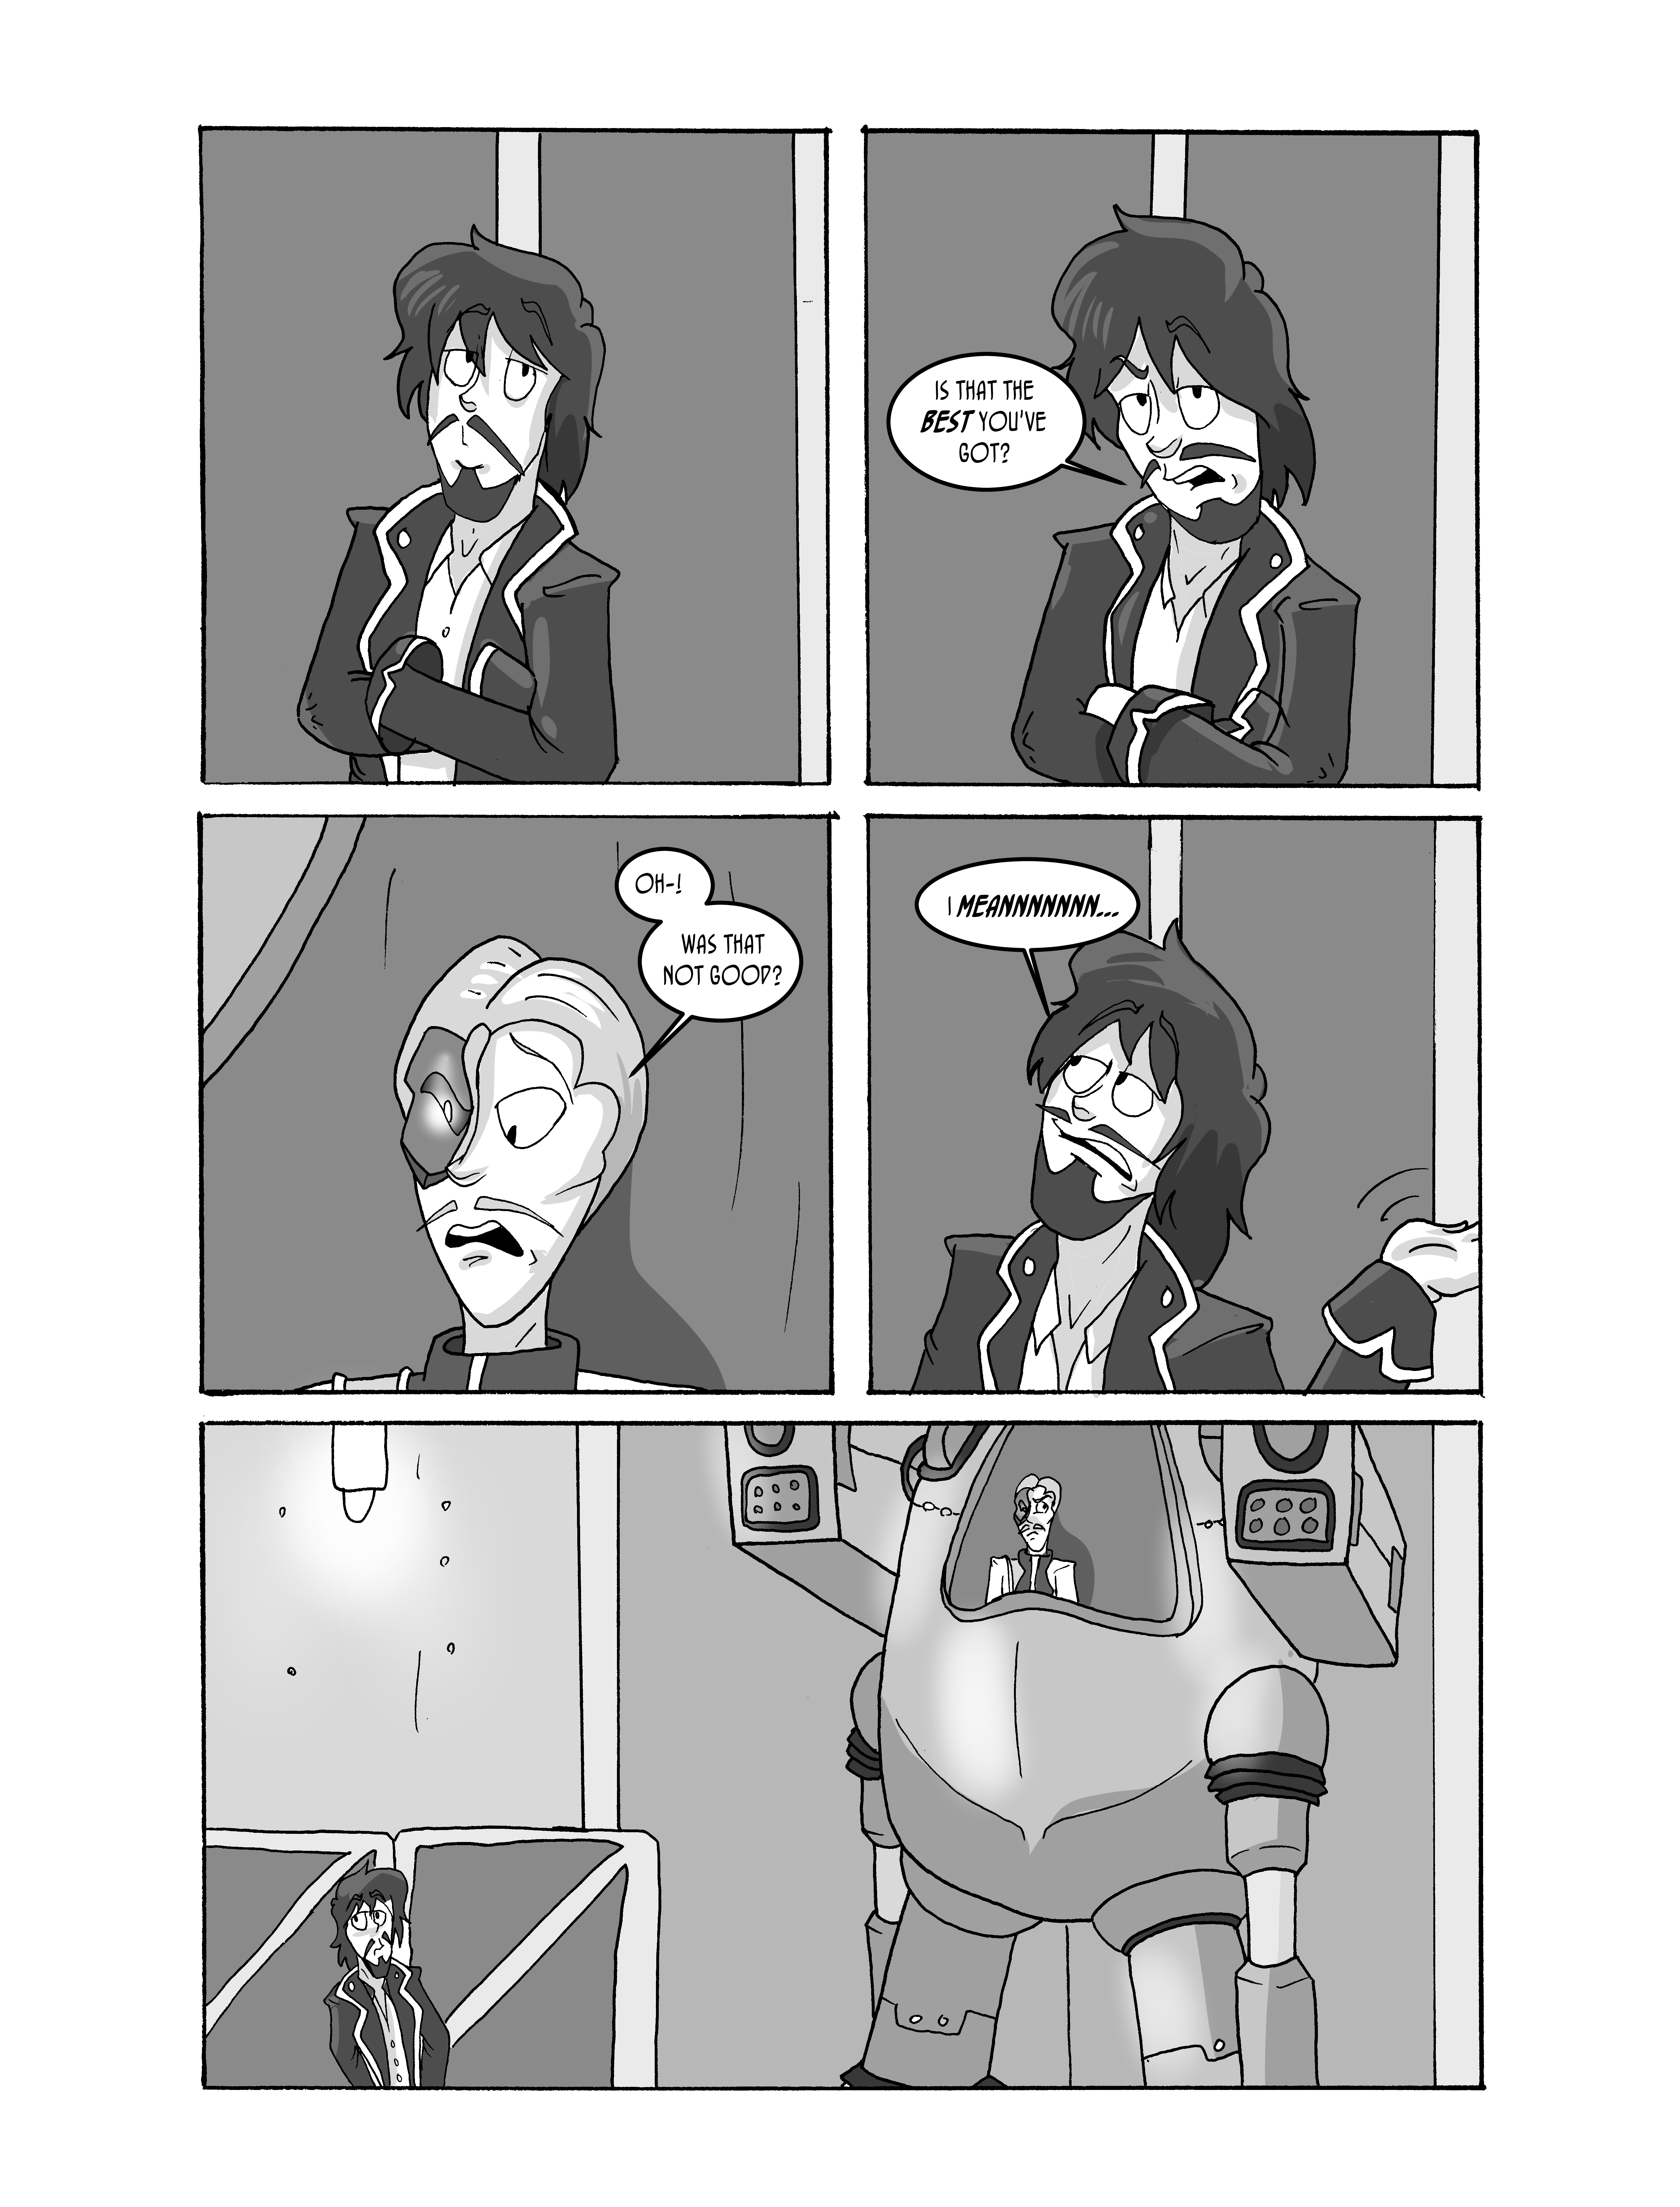 IS THAT THE
BEST YOU'VE
GOT?
OH-!
WAS THAT
NOT GOOD?
I MEANNNNNNN...